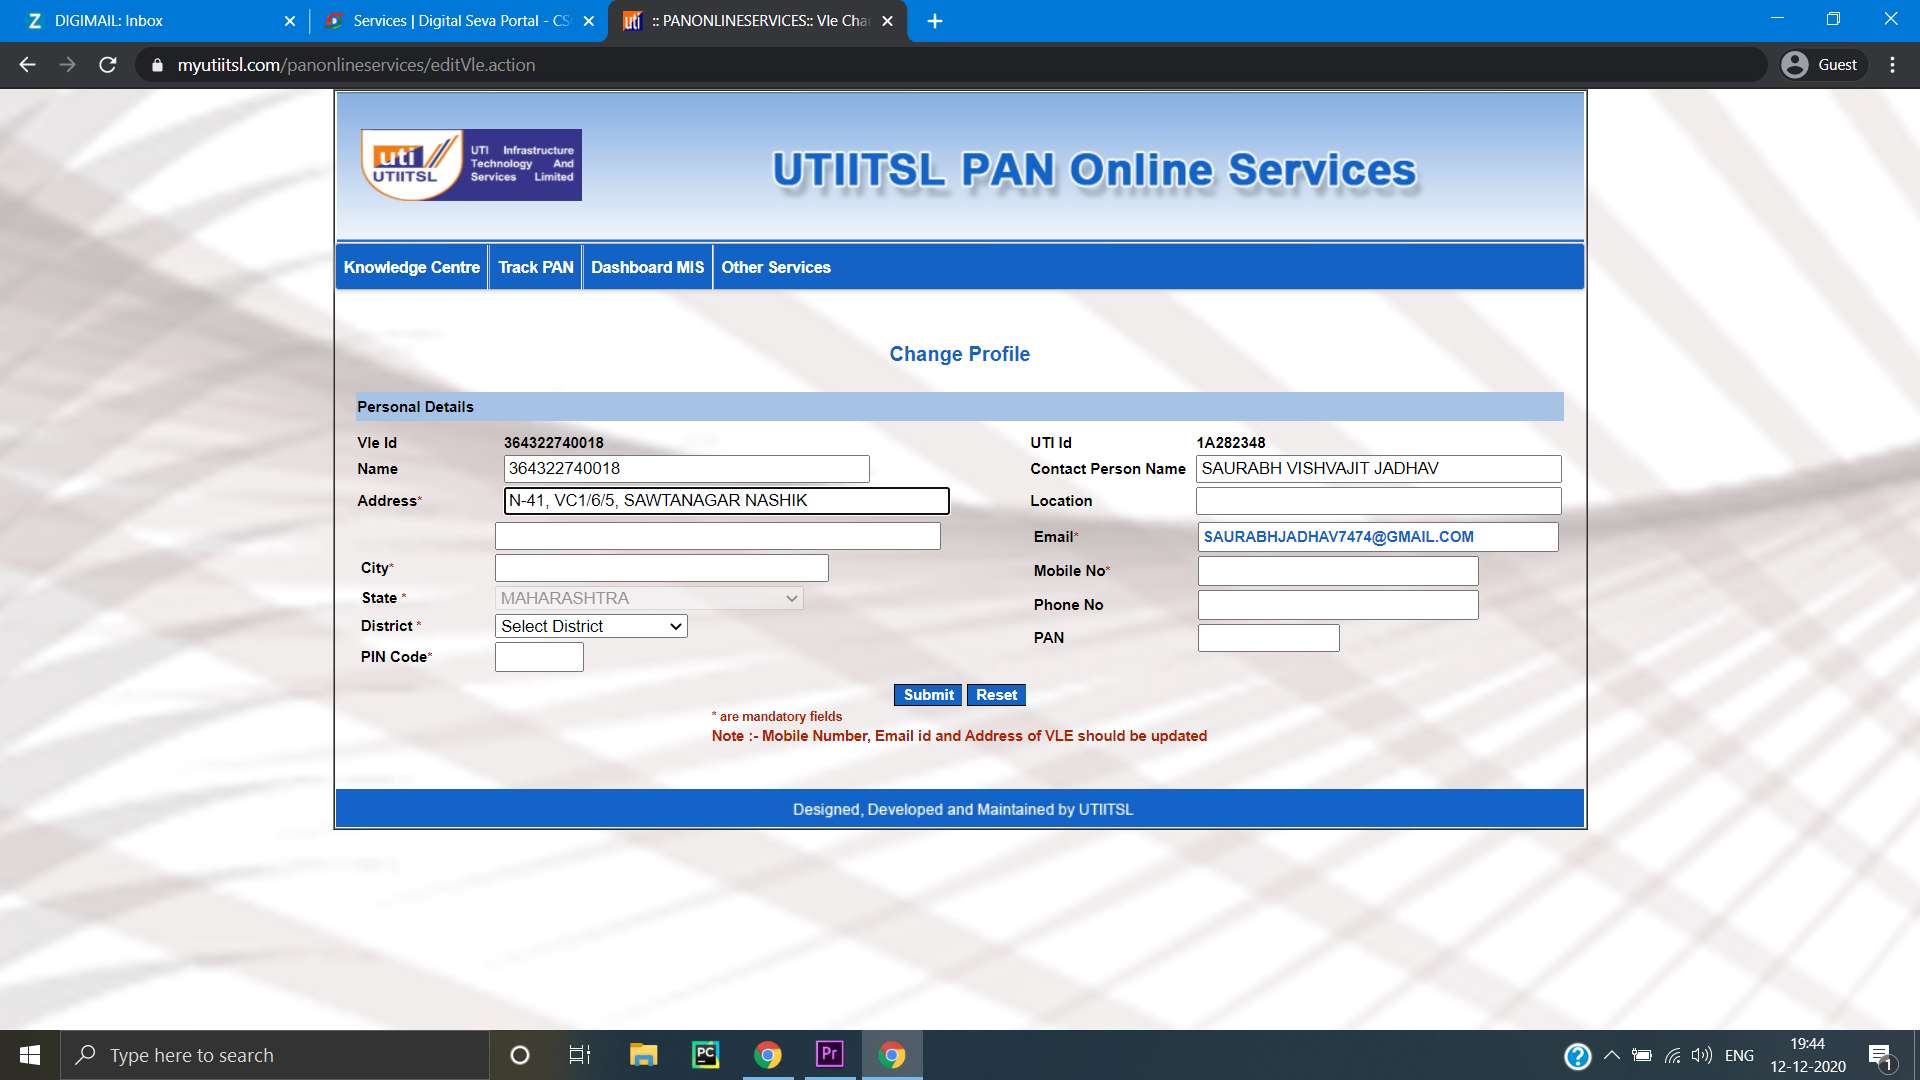 DIGIMAIL: Inbox
Services | Digital Seva Portal - CS
:: PANONLINESERVICES:: Vle Cha
myutiitsl.com/panonlineservices/editVle.action
Guest
uti
UTIITSL
UTI Infrastructure
Technology And
Services Limited
UTIITSL PAN Online Services
Knowledge Centre Track PAN Dashboard MIS Other Services
Change Profile
Personal Details
Vle Id 364322740018 UTI Id 1A282348
Name 364322740018 Contact Person Name SAURABH VISHVAJIT JADHAV
Address* N-41, VC1/6/5, SAWTANAGAR NASHIK Location
Email* SAURABHJADHAV7474@GMAIL.COM
City* Mobile No*
State * MAHARASHTRA Phone No
District * Select District PAN
PIN Code*
Submit Reset
* are mandatory fields
Note :- Mobile Number, Email id and Address of VLE should be updated
Designed, Developed and Maintained by UTIITSL
Type here to search
PC
Pr
ENG
19:44
12-12-2020
1